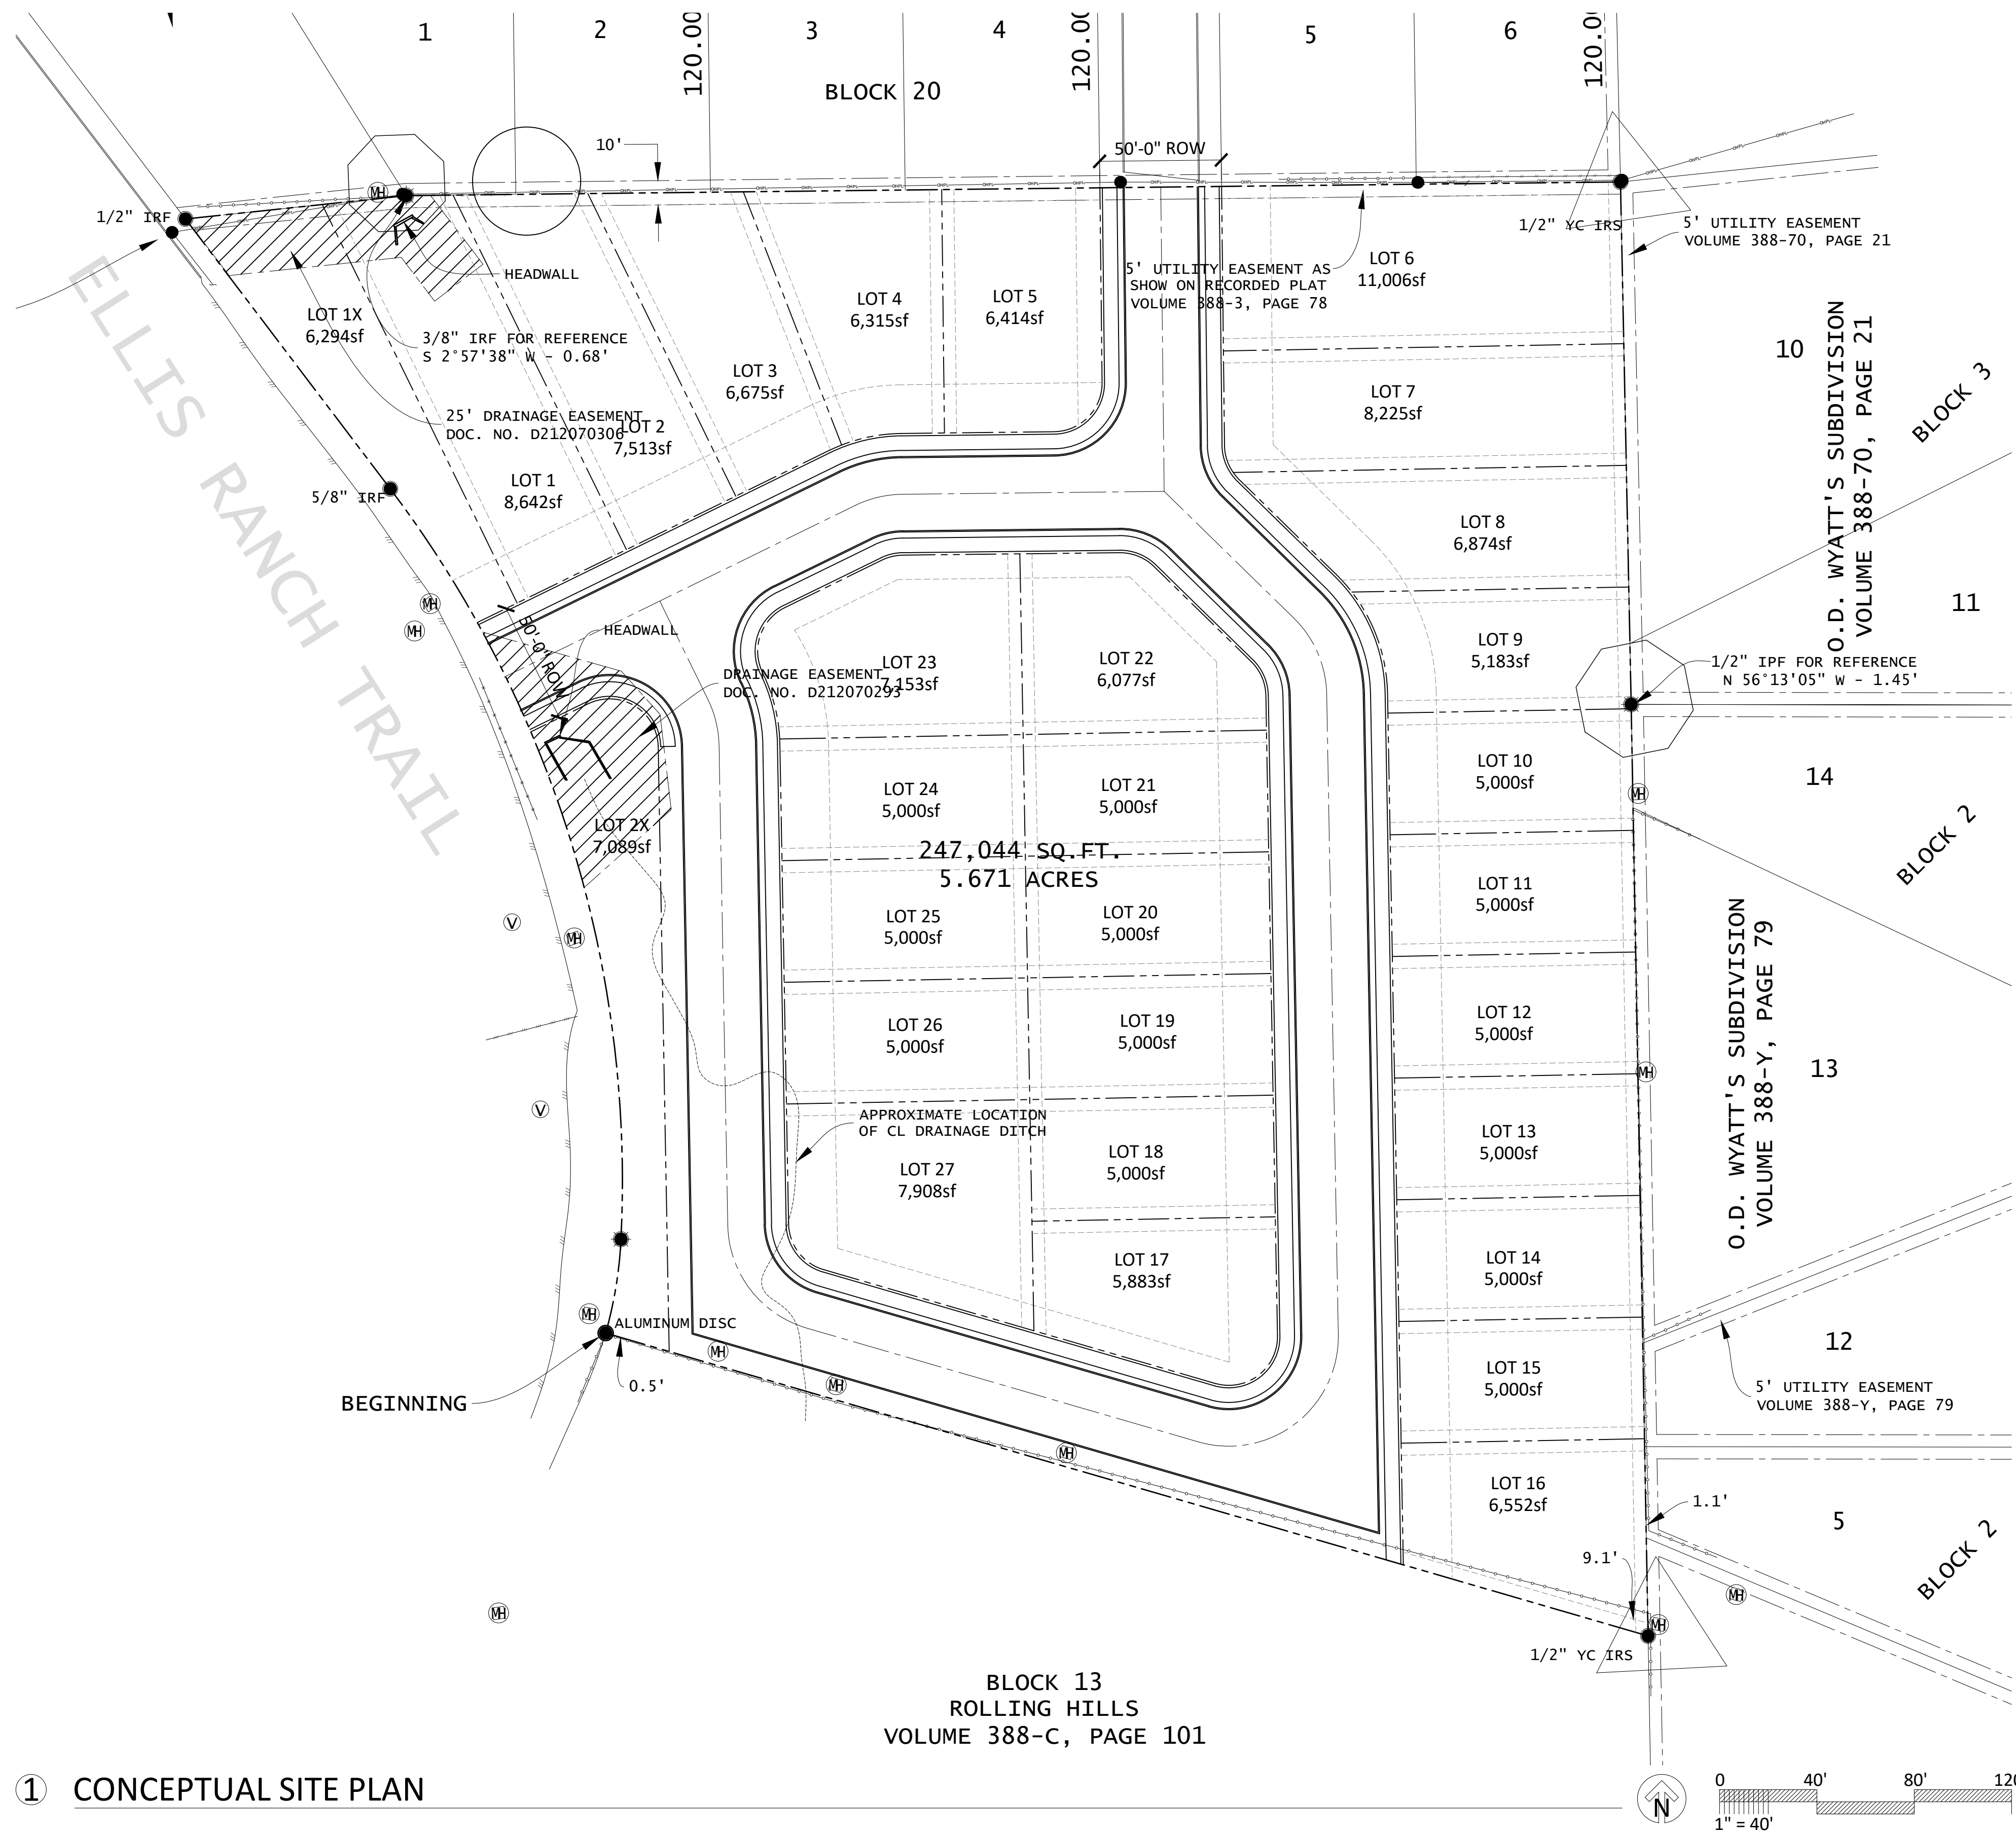 1
2
3
4
5
6
120.00
120.00
BLOCK 20
10'
50'-0" ROW
1/2" IRF
MH
HEADWALL
1/2" YC IRS
5' UTILITY EASEMENT
VOLUME 388-70, PAGE 21
5' UTILITY EASEMENT AS
SHOW ON RECORDED PLAT
VOLUME 388-3, PAGE 78
LOT 6
11,006sf
LOT 1X
6,294sf
3/8" IRF FOR REFERENCE
S 2°57'38" W - 0.68'
LOT 4
6,315sf
LOT 5
6,414sf
LOT 3
6,675sf
LOT 7
8,225sf
10
O.D. WYATT'S SUBDIVISION
VOLUME 388-70, PAGE 21
BLOCK 3
ELLIS RANCH TRAIL
25' DRAINAGE EASEMENT
DOC. NO. D212070306
LOT 2
7,513sf
5/8" IRF
LOT 1
8,642sf
LOT 8
6,874sf
11
MH
MH
50'-0" ROW
HEADWALL
DRAINAGE EASEMENT
DOC. NO. D212070293
LOT 23
7,153sf
LOT 22
6,077sf
LOT 9
5,183sf
1/2" IPF FOR REFERENCE
N 56°13'05" W - 1.45'
LOT 24
5,000sf
LOT 21
5,000sf
LOT 10
5,000sf
MH
14
LOT 2X
7,089sf
247,044 SQ.FT.
5.671 ACRES
BLOCK 2
LOT 11
5,000sf
V
MH
LOT 25
5,000sf
LOT 20
5,000sf
O.D. WYATT'S SUBDIVISION
VOLUME 388-Y, PAGE 79
LOT 26
5,000sf
LOT 19
5,000sf
LOT 12
5,000sf
MH
13
V
APPROXIMATE LOCATION
OF CL DRAINAGE DITCH
LOT 27
7,908sf
LOT 18
5,000sf
LOT 13
5,000sf
LOT 17
5,883sf
LOT 14
5,000sf
MH
ALUMINUM DISC
MH
0.5'
MH
BEGINNING
LOT 15
5,000sf
12
5' UTILITY EASEMENT
VOLUME 388-Y, PAGE 79
MH
LOT 16
6,552sf
1.1'
5
BLOCK 2
9.1'
MH
MH
MH
1/2" YC IRS
BLOCK 13
ROLLING HILLS
VOLUME 388-C, PAGE 101
1 CONCEPTUAL SITE PLAN
N
0 40' 80'
1" = 40'